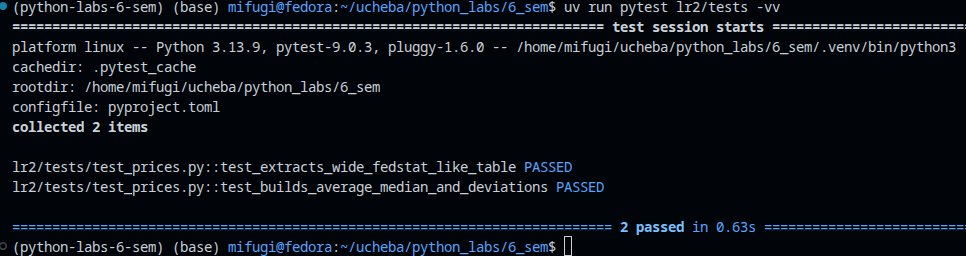 (python-labs-6-sem) (base) mifugi@fedora:~/ucheba/python_labs/6_sem$ uv run pytest lr2/tests -vv
========================================================================== test session starts ========================
platform linux -- Python 3.13.9, pytest-9.0.3, pluggy-1.6.0 -- /home/mifugi/ucheba/python_labs/6_sem/.venv/bin/python3
cachedir: .pytest_cache
rootdir: /home/mifugi/ucheba/python_labs/6_sem
configfile: pyproject.toml
collected 2 items
lr2/tests/test_prices.py::test_extracts_wide_fedstat_like_table PASSED
lr2/tests/test_prices.py::test_builds_average_median_and_deviations PASSED
=========================================================================== 2 passed in 0.63s =========================
(python-labs-6-sem) (base) mifugi@fedora:~/ucheba/python_labs/6_sem$